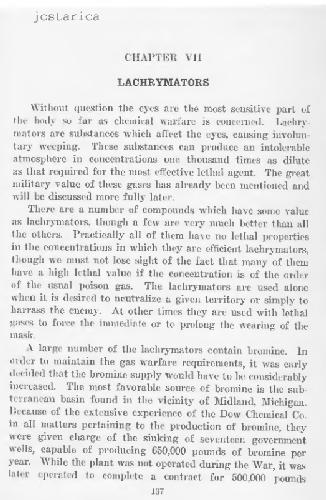 jcstarica
CHAPTER VII
LACHRYMATORS
Without question the eyes are the most sensitive part of
the body so far as chemical warfare is concerned. Lachry-
mators are substances which affect the eyes, causing involun-
tary weeping. These substances can produce an intolerable
atmosphere in concentrations one thousand times as dilute
as that required for the most effective lethal agent. The great
military value of these gases has already been mentioned and
will be discussed more fully later.
There are a number of compounds which have some value
as lachrymators, though a few are very much better than all
the others. Practically all of them have no lethal properties
in the concentrations in which they are efficient lachrymators,
though we must not lose sight of the fact that many of them
have a high lethal value if the concentration is of the order
of the usual poison gas. The lachrymators are used alone
when it is desired to neutralize a given territory or simply to
harrass the enemy. At other times they are used with lethal
gases to force the immediate or to prolong the wearing of the
mask.
A large number of the lachrymators contain bromine. In
order to maintain the gas warfare requirements, it was early
decided that the bromine supply would have to be considerably
increased. The most favorable source of bromine is the sub-
terranean basin found in the vicinity of Midland, Michigan.
Because of the extensive experience of the Dow Chemical Co.
in all matters pertaining to the production of bromine, they
were given charge of the sinking of seventeen government
wells, capable of producing 650,000 pounds of bromine per
year. While the plant was not operated during the War, it was
later operated to complete a contract for 500,000 pounds
137